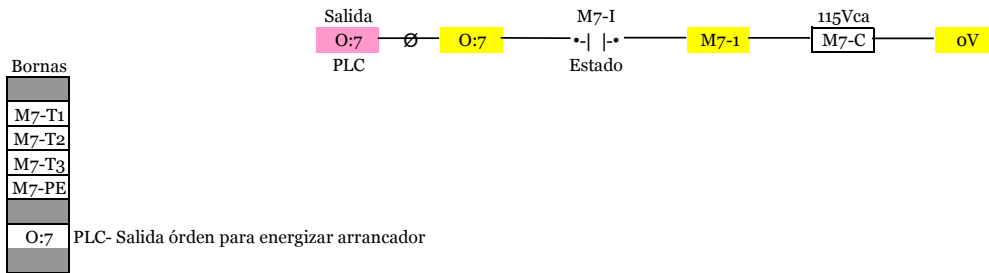 Salida M7-I 115Vca
O:7 Ø O:7 •-| |-• M7-1 M7-C 0V
PLC Estado
Bornas
M7-T1
M7-T2
M7-T3
M7-PE
O:7 PLC- Salida órden para energizar arrancador